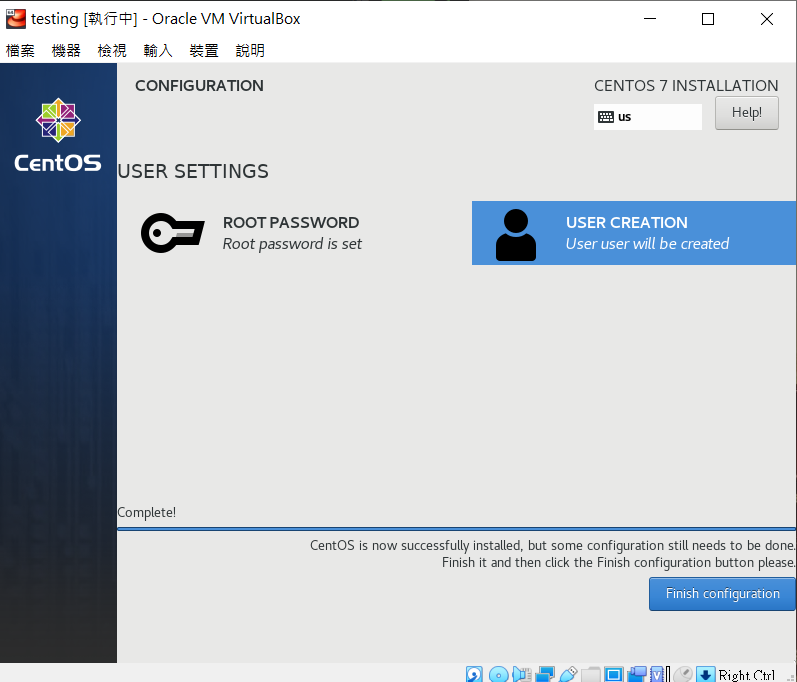 testing [執行中] - Oracle VM VirtualBox
檔案 機器 檢視 輸入 裝置 說明
CONFIGURATION
CENTOS 7 INSTALLATION
us
Help!
CentOS
USER SETTINGS
ROOT PASSWORD
Root password is set
USER CREATION
User user will be created
Complete!
CentOS is now successfully installed, but some configuration still needs to be done.
Finish it and then click the Finish configuration button please.
Finish configuration
Right Ctrl